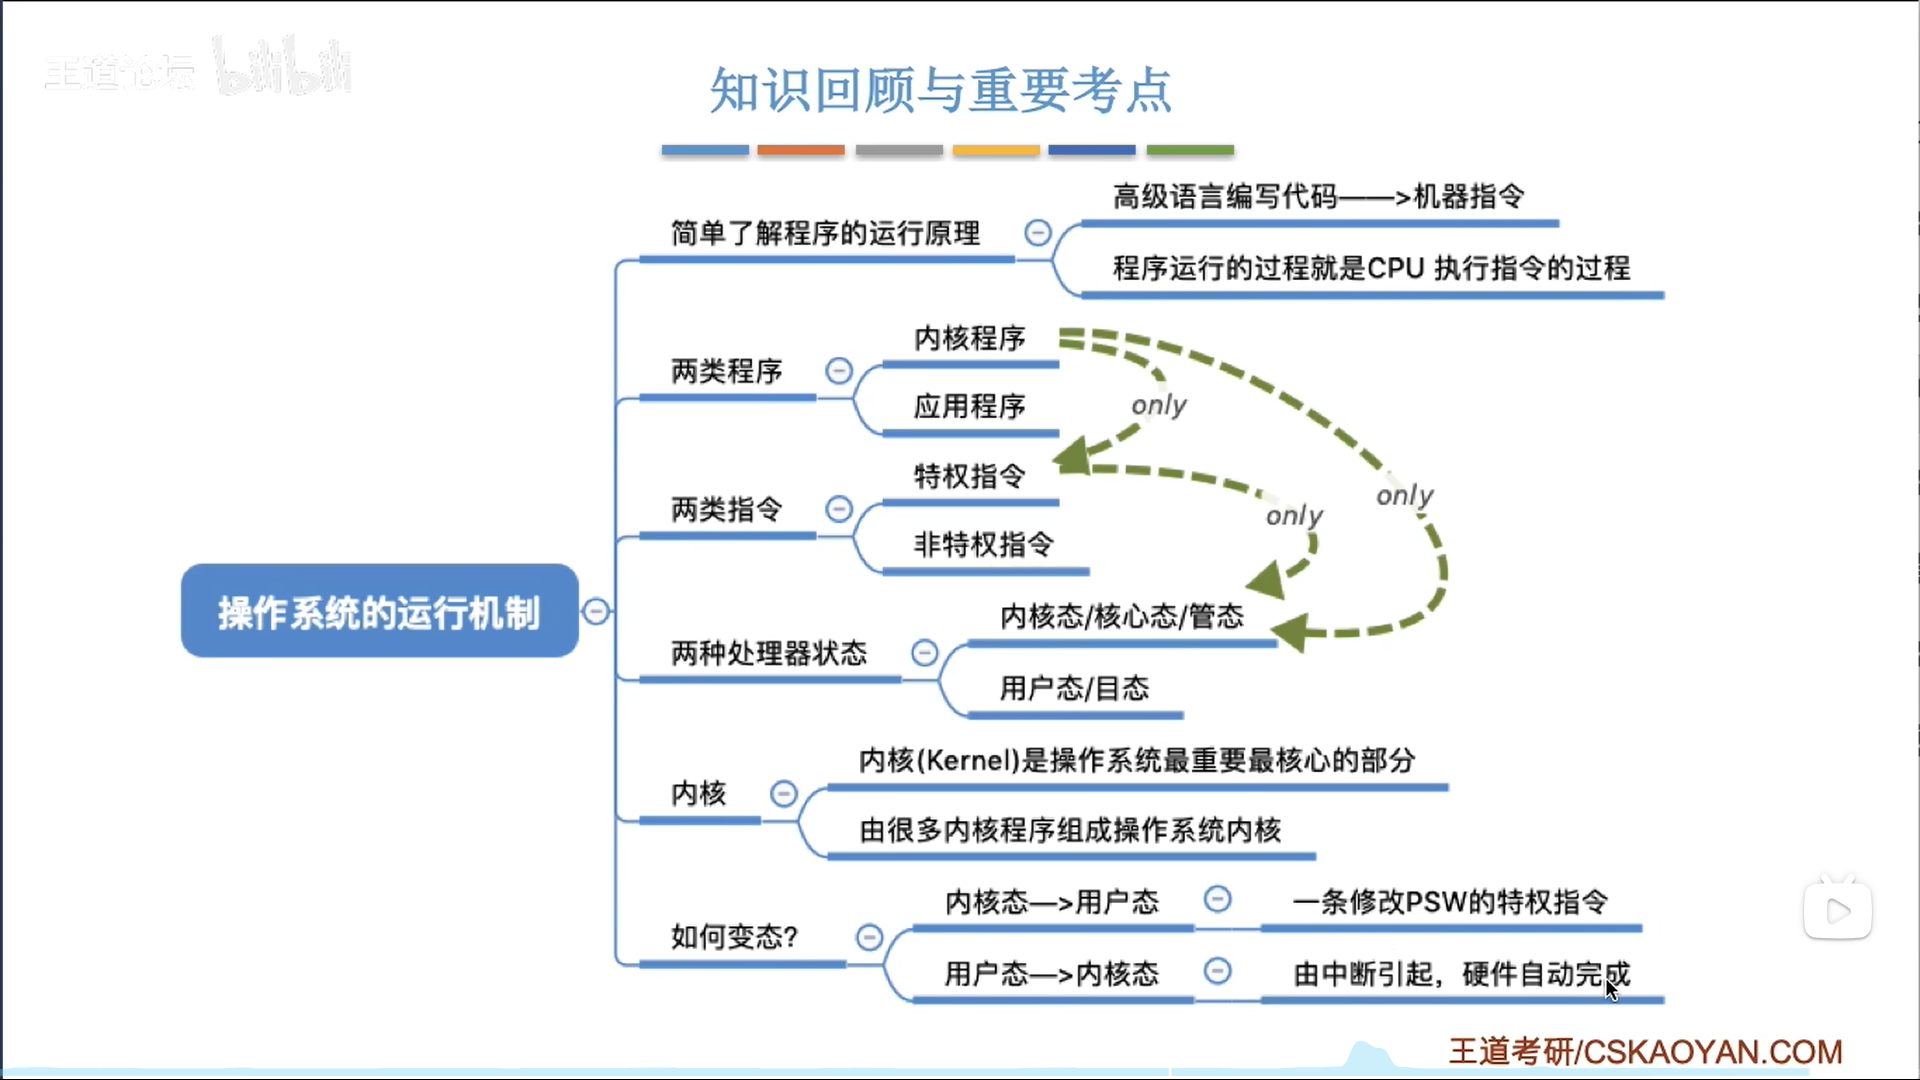 王道论坛 bilibili
知识回顾与重要考点
操作系统的运行机制
简单了解程序的运行原理
高级语言编写代码——>机器指令
程序运行的过程就是CPU 执行指令的过程
两类程序
内核程序
应用程序
only
两类指令
特权指令
非特权指令
only
only
两种处理器状态
内核态/核心态/管态
用户态/目态
内核
内核(Kernel)是操作系统最重要最核心的部分
由很多内核程序组成操作系统内核
如何变态?
内核态—>用户态
一条修改PSW的特权指令
用户态—>内核态
由中断引起，硬件自动完成
王道考研/CSKAOYAN.COM